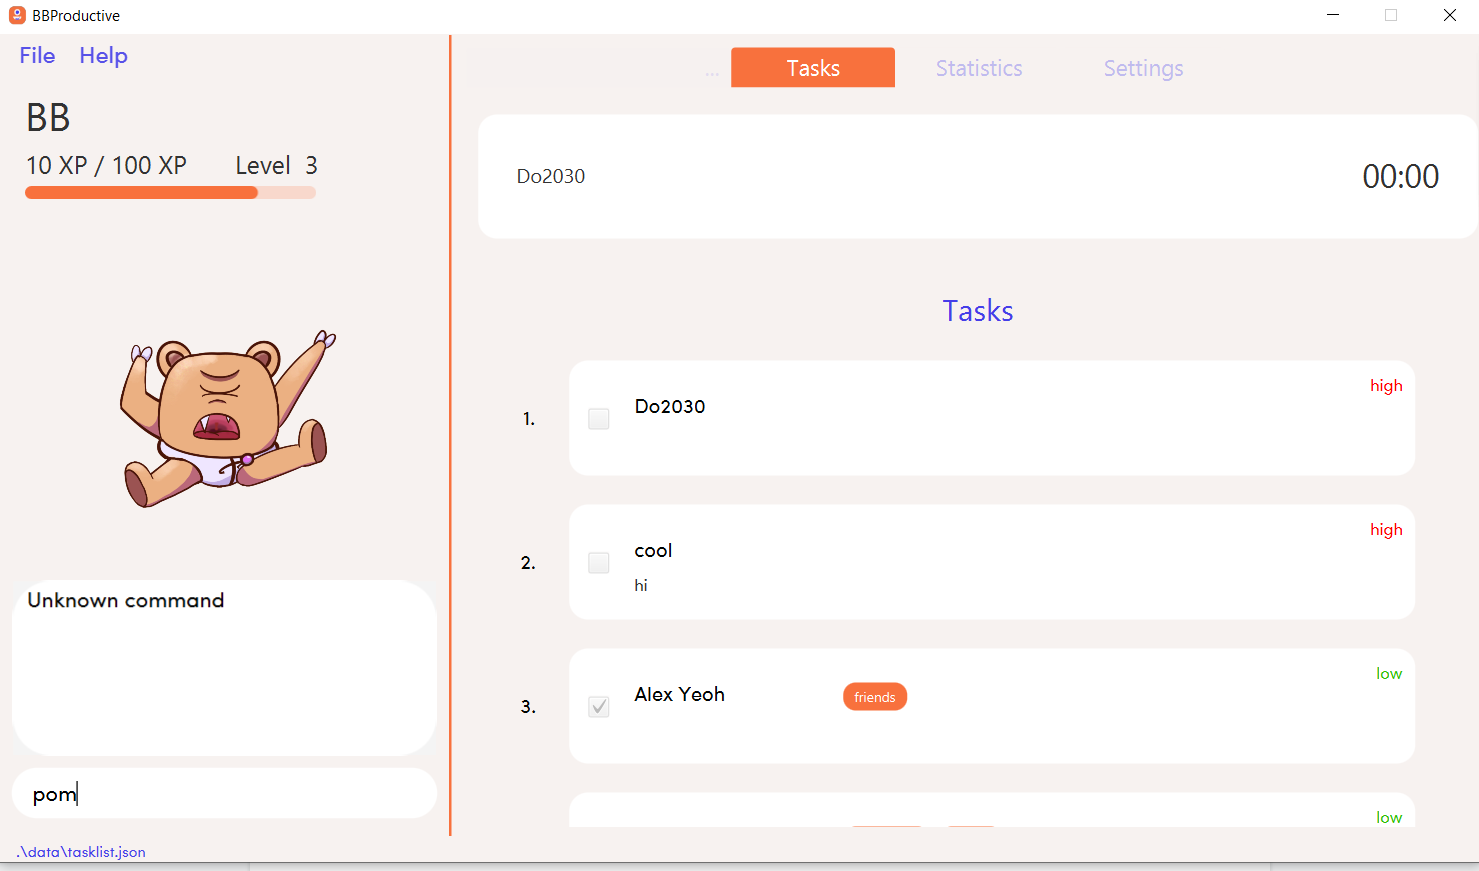 BBProductive
File Help
BB
10 XP / 100 XP Level 3
Unknown command
pom
.\data\tasklist.json
... Tasks Statistics Settings
Do2030 00:00
Tasks
1. Do2030 high
2. cool high
hi
3. Alex Yeoh friends low
low